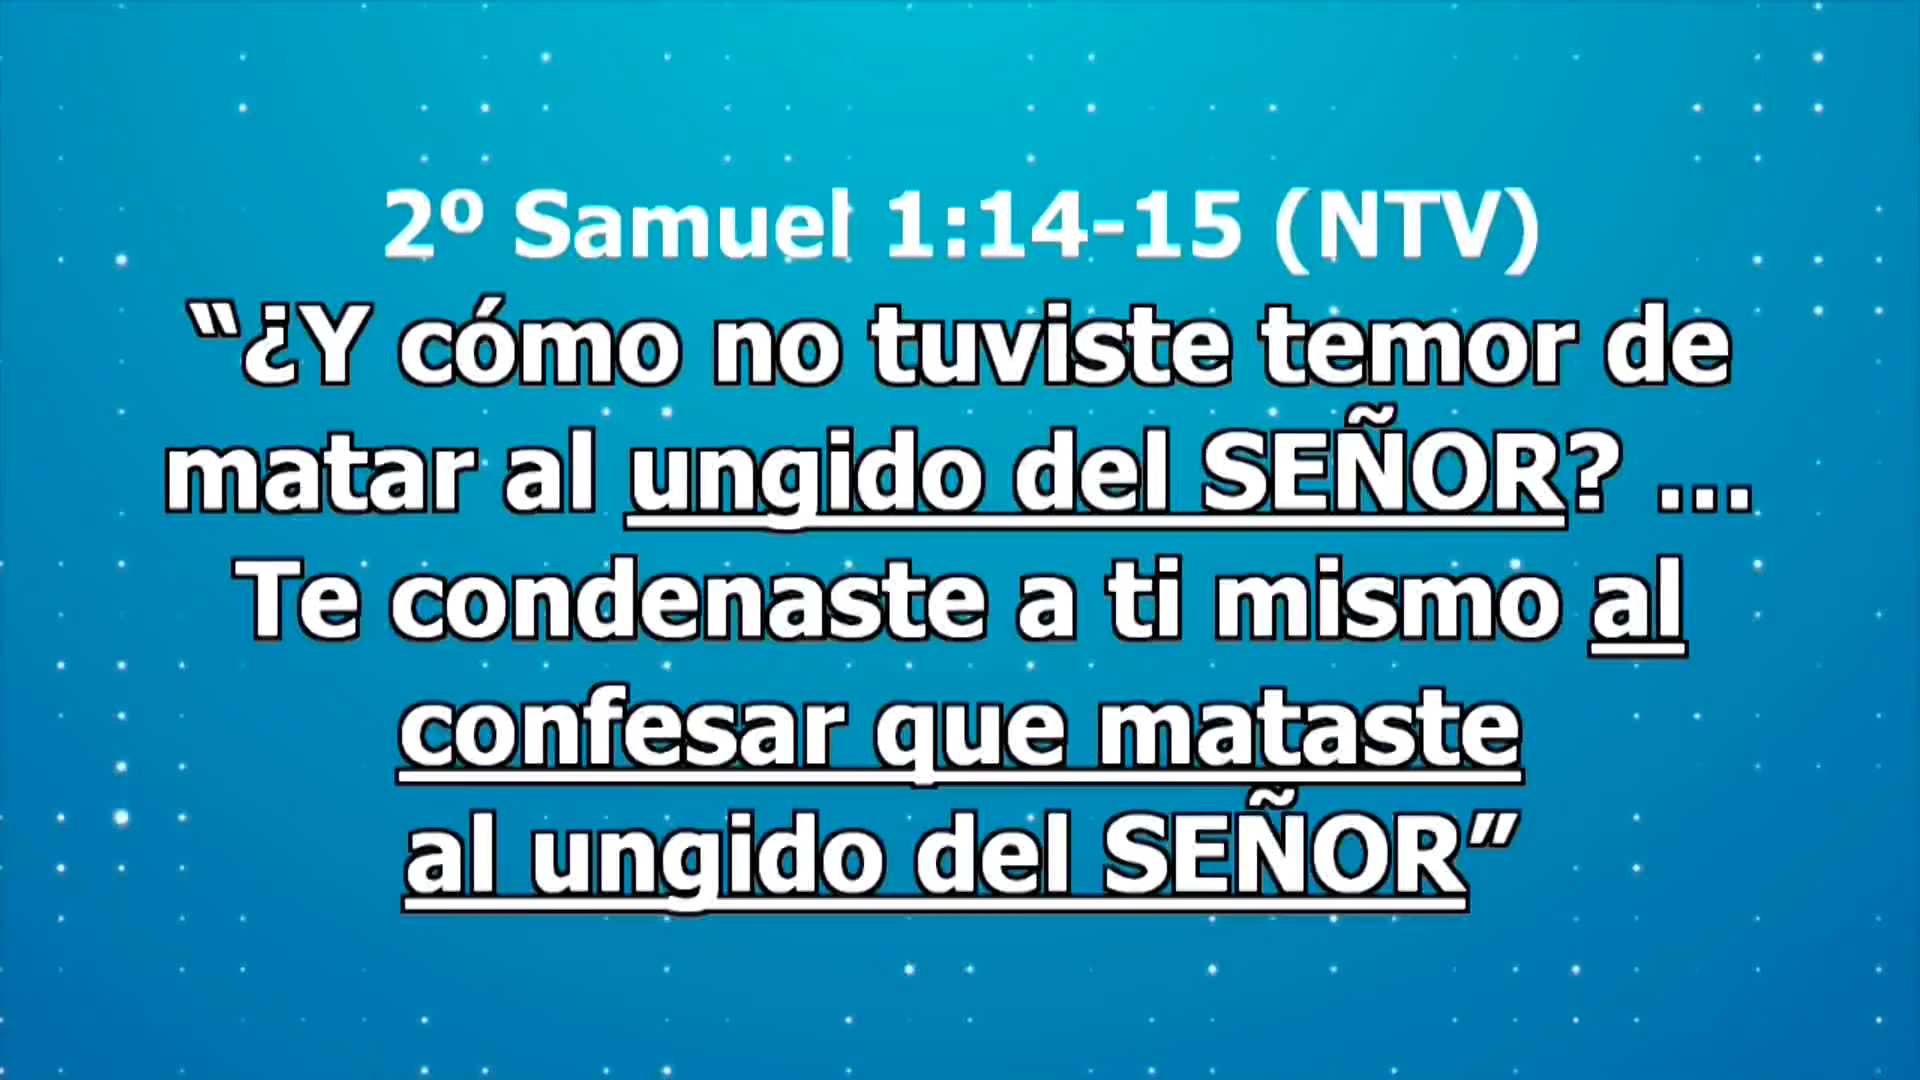 2º Samuel 1:14-15 (NTV)
“¿Y cómo no tuviste temor de
matar al ungido del SEÑOR? ...
Te condenaste a ti mismo al
confesar que mataste
al ungido del SEÑOR”